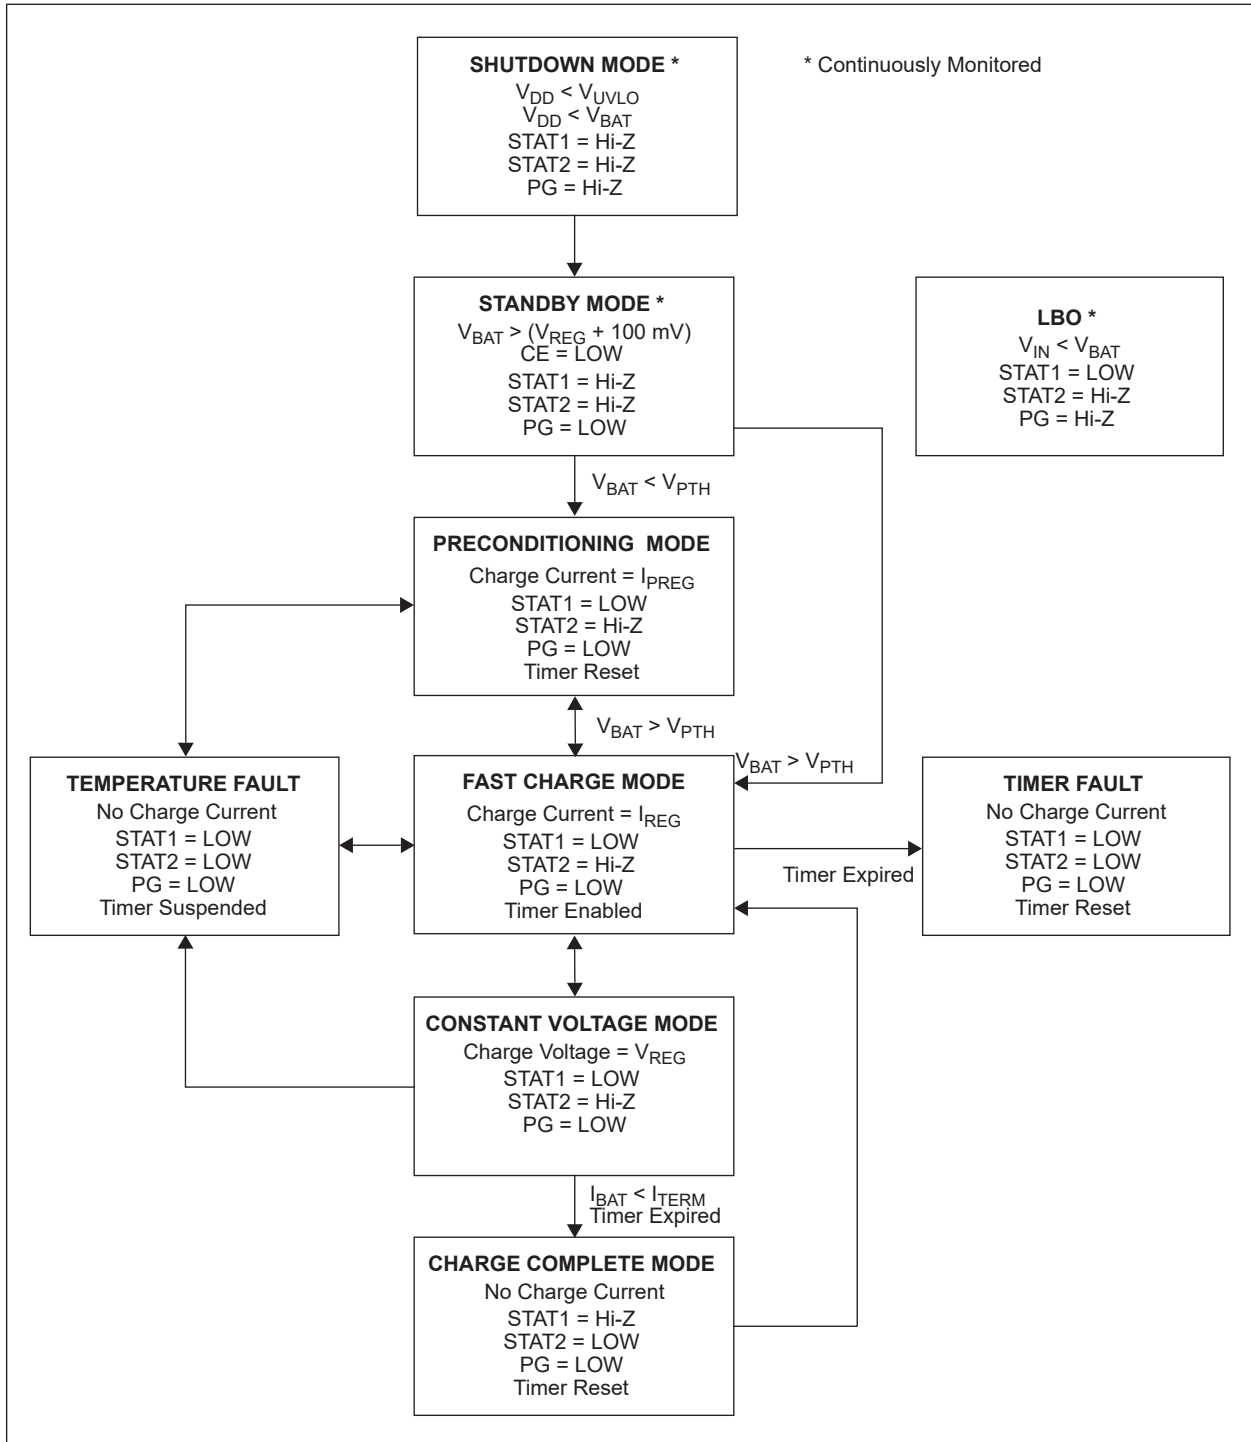 SHUTDOWN MODE *
V_DD < V_UVLO
V_DD < V_BAT
STAT1 = Hi-Z
STAT2 = Hi-Z
PG = Hi-Z
* Continuously Monitored
STANDBY MODE *
V_BAT > (V_REG + 100 mV)
CE = LOW
STAT1 = Hi-Z
STAT2 = Hi-Z
PG = LOW
LBO *
V_IN < V_BAT
STAT1 = LOW
STAT2 = Hi-Z
PG = Hi-Z
V_BAT < V_PTH
PRECONDITIONING MODE
Charge Current = I_PREG
STAT1 = LOW
STAT2 = Hi-Z
PG = LOW
Timer Reset
V_BAT > V_PTH
V_BAT > V_PTH
TEMPERATURE FAULT
No Charge Current
STAT1 = LOW
STAT2 = LOW
PG = LOW
Timer Suspended
FAST CHARGE MODE
Charge Current = I_REG
STAT1 = LOW
STAT2 = Hi-Z
PG = LOW
Timer Enabled
Timer Expired
TIMER FAULT
No Charge Current
STAT1 = LOW
STAT2 = LOW
PG = LOW
Timer Reset
CONSTANT VOLTAGE MODE
Charge Voltage = V_REG
STAT1 = LOW
STAT2 = Hi-Z
PG = LOW
I_BAT < I_TERM
Timer Expired
CHARGE COMPLETE MODE
No Charge Current
STAT1 = Hi-Z
STAT2 = LOW
PG = LOW
Timer Reset